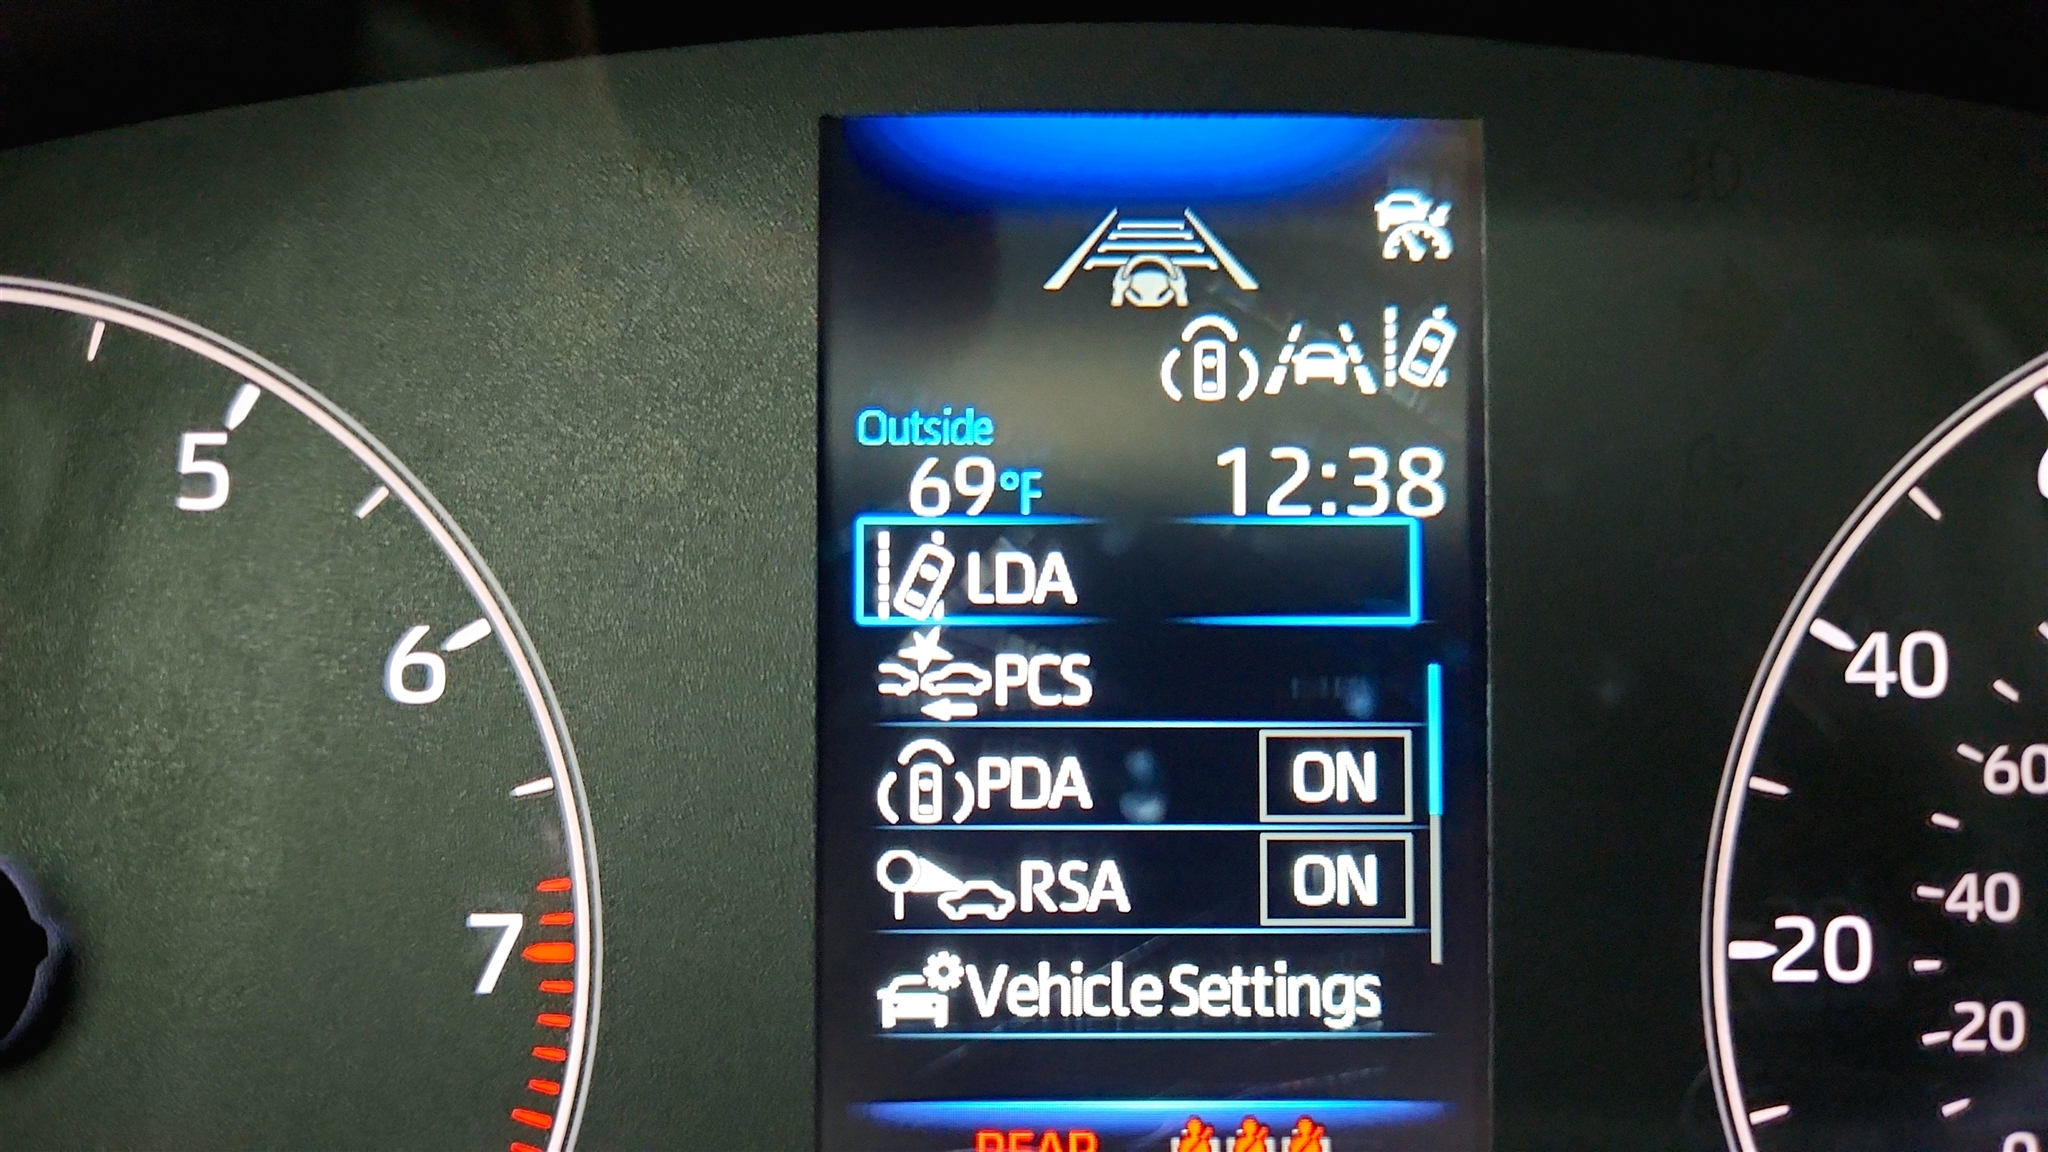 Outside
69°F 12:38
LDA
PCS
PDA ON
RSA ON
Vehicle Settings
REAR
5
6
7
40
20
60
40
20